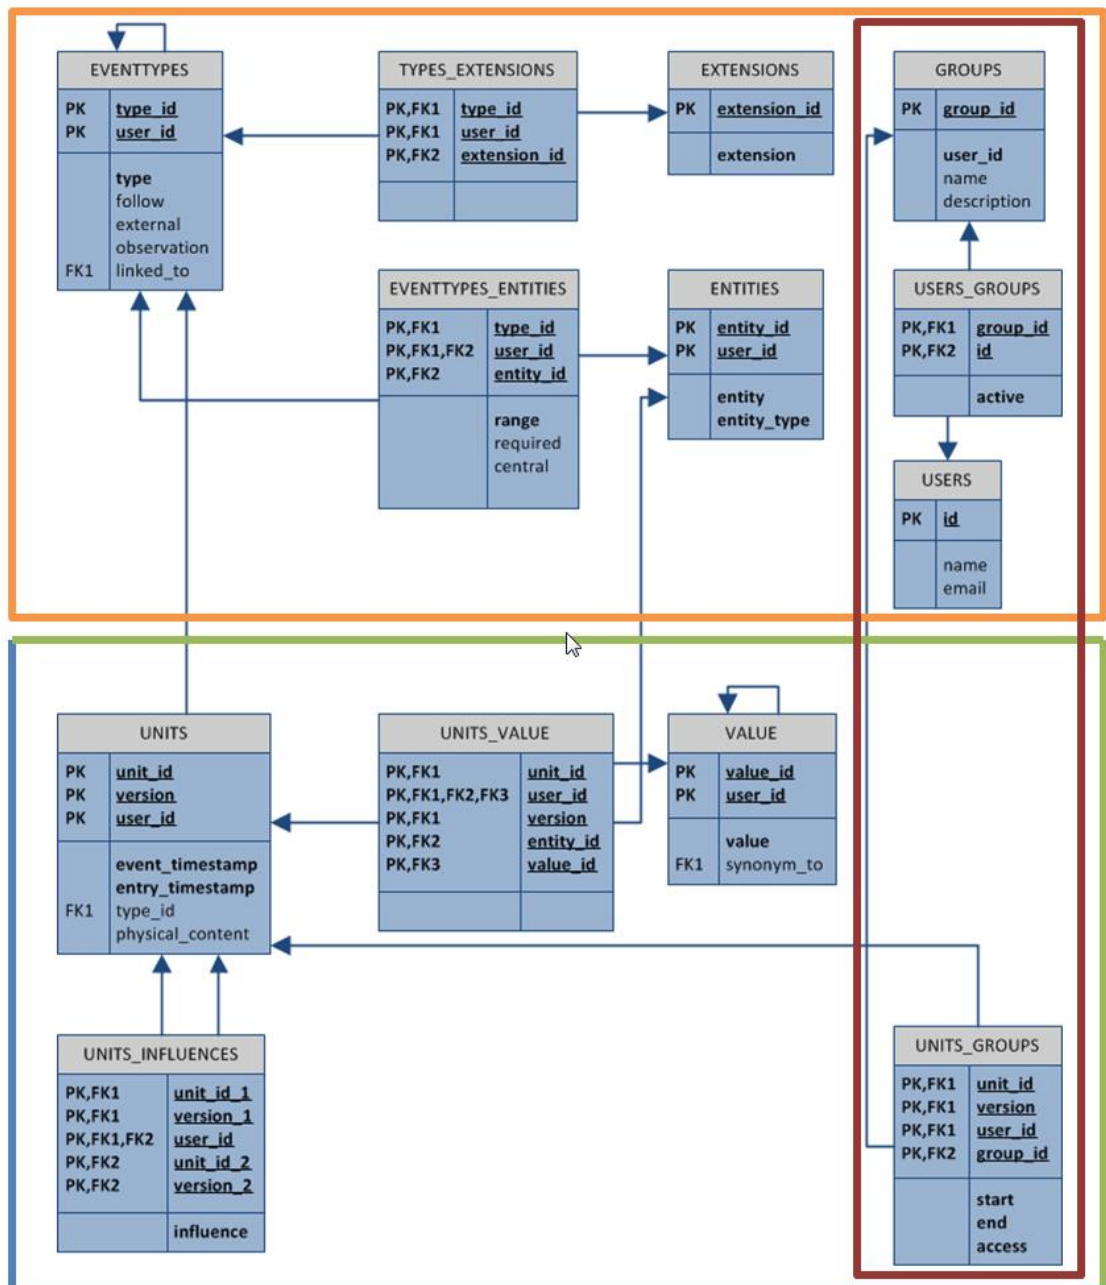 EVENTTYPES
PK type_id
PK user_id
type
follow
external
observation
FK1 linked_to
TYPES_EXTENSIONS
PK,FK1 type_id
PK,FK1 user_id
PK,FK2 extension_id
EXTENSIONS
PK extension_id
extension
GROUPS
PK group_id
user_id
name
description
EVENTTYPES_ENTITIES
PK,FK1 type_id
PK,FK1,FK2 user_id
PK,FK2 entity_id
range
required
central
ENTITIES
PK entity_id
PK user_id
entity
entity_type
USERS_GROUPS
PK,FK1 group_id
PK,FK2 id
active
USERS
PK id
name
email
UNITS
PK unit_id
PK version
PK user_id
event_timestamp
entry_timestamp
FK1 type_id
physical_content
UNITS_VALUE
PK,FK1 unit_id
PK,FK1,FK2,FK3 user_id
PK,FK1 version
PK,FK2 entity_id
PK,FK3 value_id
VALUE
PK value_id
PK user_id
value
FK1 synonym_to
UNITS_INFLUENCES
PK,FK1 unit_id_1
PK,FK1 version_1
PK,FK1,FK2 user_id
PK,FK2 unit_id_2
PK,FK2 version_2
influence
UNITS_GROUPS
PK,FK1 unit_id
PK,FK1 version
PK,FK1 user_id
PK,FK2 group_id
start
end
access